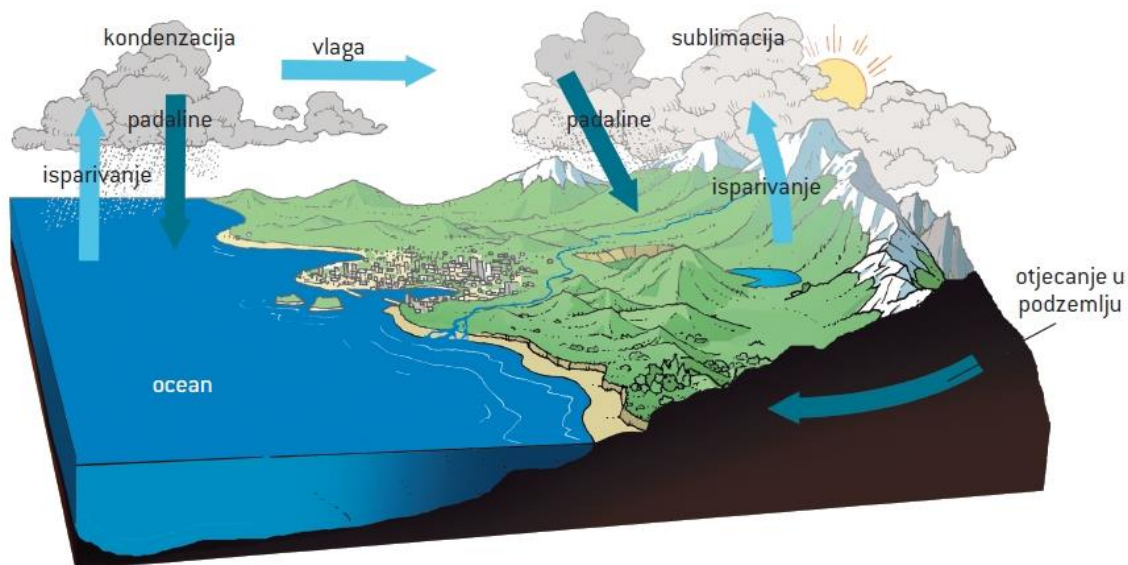 kondenzacija
vlaga
sublimacija
padaline
padaline
isparivanje
isparivanje
otjecanje u
podzemlju
ocean